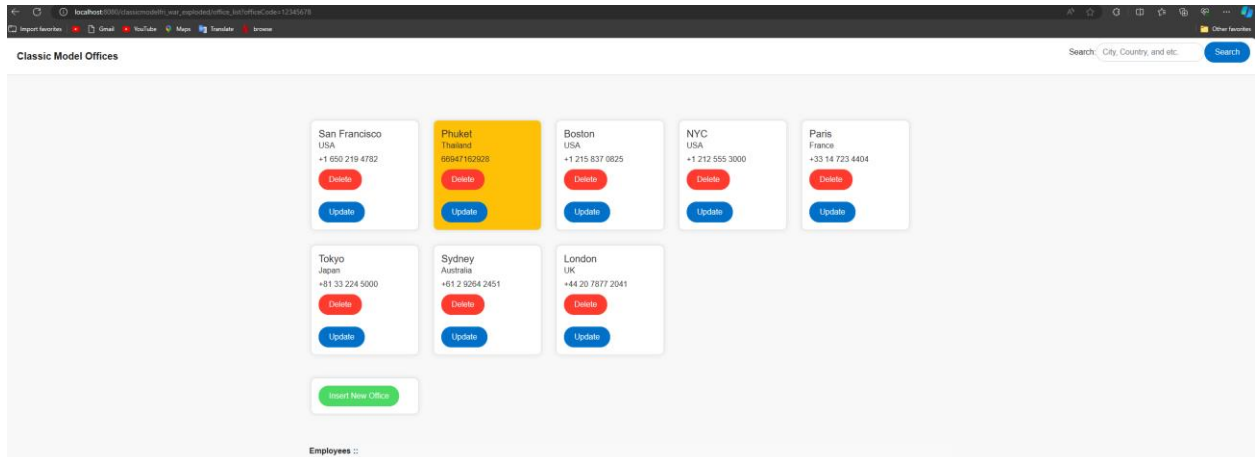 localhost:8080/classicmodelfri_war_exploded/office_list?officeCode=12345678
Import favorites Gmail YouTube Maps Translate browse Other favorites
Classic Model Offices Search: City, Country, and etc. Search
San Francisco Phuket Boston NYC Paris
USA Thailand USA USA France
+1 650 219 4782 66947162928 +1 215 837 0825 +1 212 555 3000 +33 14 723 4404
Delete Delete Delete Delete Delete
Update Update Update Update Update
Tokyo Sydney London
Japan Australia UK
+81 33 224 5000 +61 2 9264 2451 +44 20 7877 2041
Delete Delete Delete
Update Update Update
Insert New Office
Employees ::